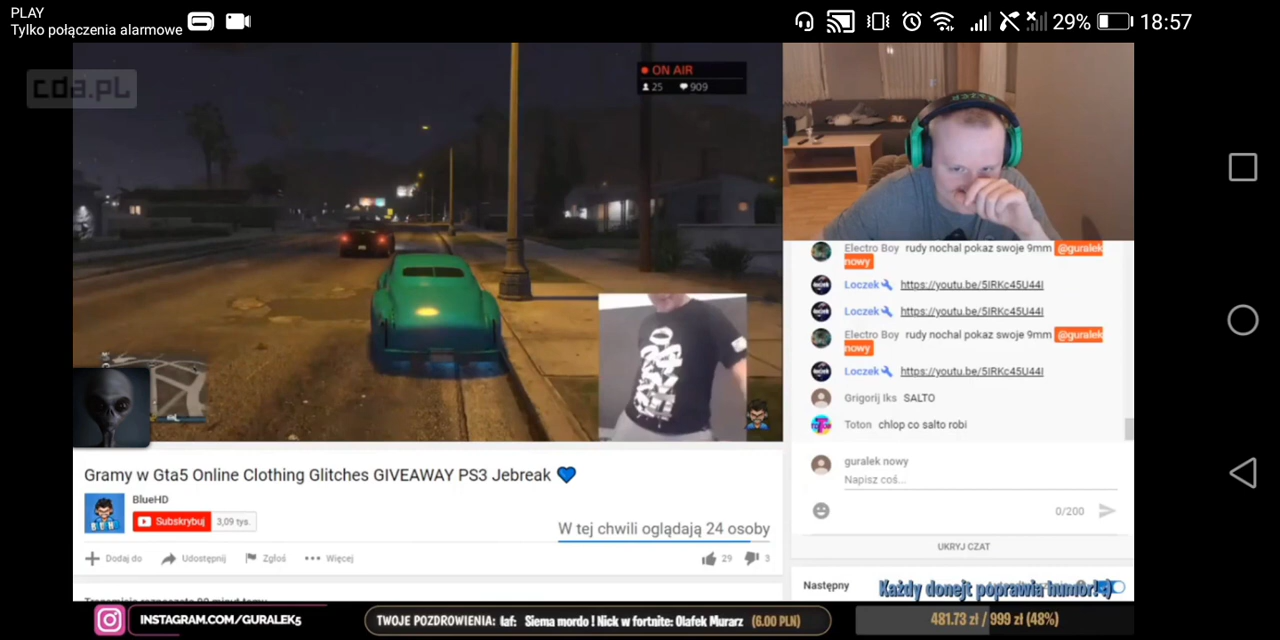 PLAY
Tylko połączenia alarmowe
29% 18:57
cda.pl
ON AIR
25 909
Electro Boy rudy nochal pokaz swoje 9mm @guralek
nowy
Loczek https://youtu.be/5IRKc45U44I
Loczek https://youtu.be/5IRKc45U44I
Electro Boy rudy nochal pokaz swoje 9mm @guralek
nowy
Loczek https://youtu.be/5IRKc45U44I
Grigorij Iks SALTO
Toton chlop co salto robi
guralek nowy
Napisz coś...
0/200
UKRYJ CZAT
Gramy w Gta5 Online Clothing Glitches GIVEAWAY PS3 Jebreak
BlueHD
Subskrybuj 3,09 tys.
W tej chwili oglądają 24 osoby
Dodaj do Udostępnij Zgłoś Więcej
29 3
Następny
Każdy donejt poprawia humor! :)
INSTAGRAM.COM/GURALEK5
TWOJE POZDROWIENIA: łaf: Siema mordo ! Nick w fortnite: Olafek Murarz (6.00 PLN)
481.73 zł / 999 zł (48%)